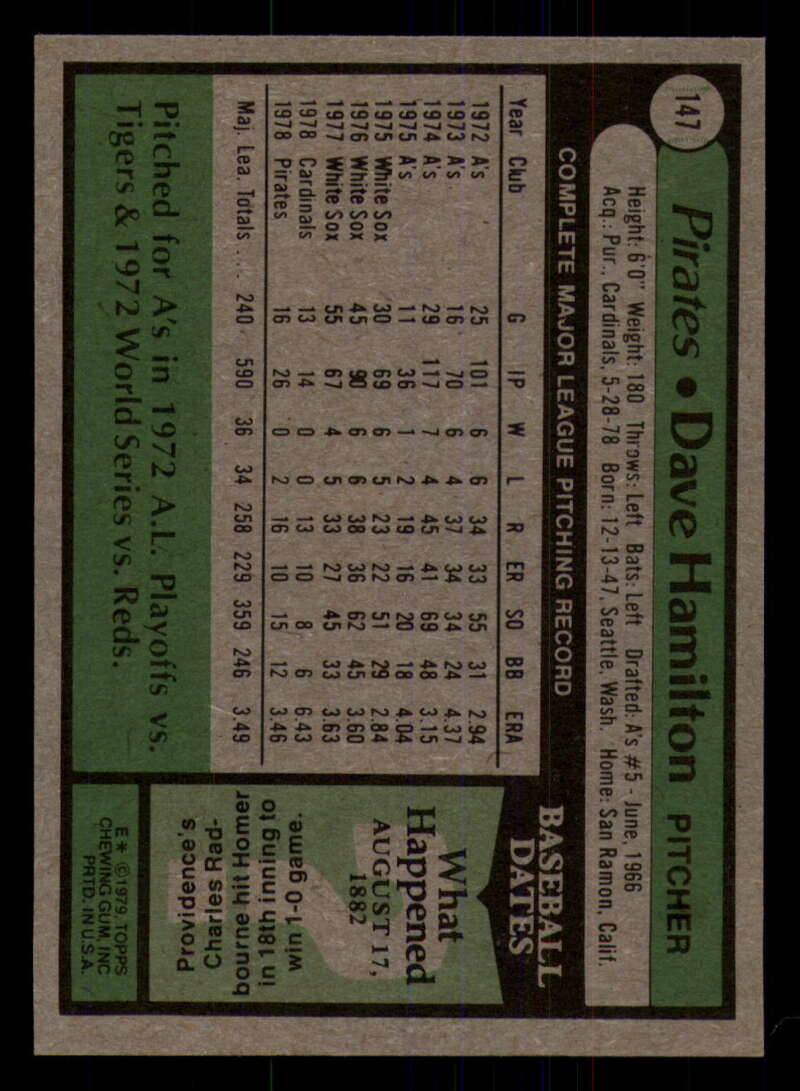 147
Pirates • Dave Hamilton PITCHER
Height: 6'0" Weight: 180 Throws: Left Bats: Left Drafted: A's #5 - June, 1966
Acq.: Pur., Cardinals, 5-28-78 Born: 12-13-47, Seattle, Wash. Home: San Ramon, Calif.
COMPLETE MAJOR LEAGUE PITCHING RECORD
Year Club G IP W L R ER SO BB ERA
1972 A's 25 101 6 6 34 33 55 31 2.94
1973 A's 16 70 6 4 37 34 34 24 4.37
1974 A's 29 117 7 4 45 41 69 48 3.15
1975 A's 11 36 1 2 19 16 20 18 4.04
1975 White Sox 30 69 6 5 23 22 51 29 2.84
1976 White Sox 45 90 6 6 38 36 62 45 3.60
1977 White Sox 55 67 4 5 33 27 45 33 3.63
1978 Cardinals 13 14 0 0 13 10 8 6 6.43
1978 Pirates 16 26 0 2 16 10 15 12 3.46
Maj. Lea. Totals ... 240 590 36 34 258 229 359 246 3.49
Pitched for A's in 1972 A.L. Playoffs vs.
Tigers & 1972 World Series vs. Reds.
BASEBALL
DATES
What
Happened
AUGUST 17,
1882
Providence's
Charles Rad-
bourne hit Homer
in 18th inning to
win 1-0 game.
E* ©1979 TOPPS
CHEWING GUM, INC
PRTD. IN U.S.A.